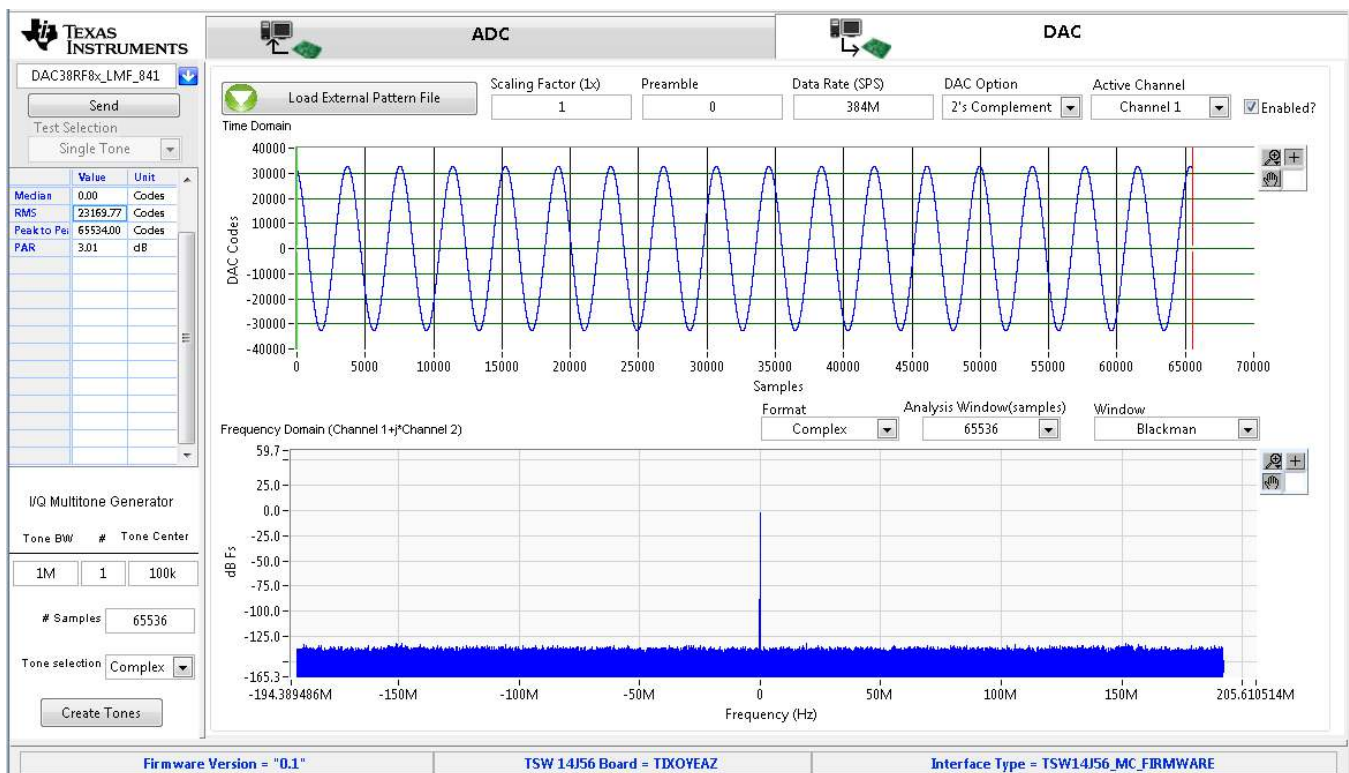 TEXAS INSTRUMENTS
ADC
DAC
DAC38RF8x_LMF_841
Send
Test Selection
Single Tone
Value Unit
Median 0.00 Codes
RMS 23169.77 Codes
Peak to Pea 65534.00 Codes
PAR 3.01 dB
I/Q Multitone Generator
Tone BW # Tone Center
1M 1 100k
# Samples 65536
Tone selection Complex
Create Tones
Load External Pattern File
Scaling Factor (1x) Preamble Data Rate (SPS) DAC Option Active Channel
1 0 384M 2's Complement Channel 1 Enabled?
Time Domain
DAC Codes
40000
30000
20000
10000
0
-10000
-20000
-30000
-40000
0 5000 10000 15000 20000 25000 30000 35000 40000 45000 50000 55000 60000 65000 70000
Samples
Format Analysis Window(samples) Window
Complex 65536 Blackman
Frequency Domain (Channel 1+j*Channel 2)
dB Fs
59.7
25.0
0.0
-25.0
-50.0
-75.0
-100.0
-125.0
-165.3
-194.389486M -150M -100M -50M 0 50M 100M 150M 205.610514M
Frequency (Hz)
Firmware Version = "0.1" TSW 14J56 Board = TIXOYEAZ Interface Type = TSW14J56_MC_FIRMWARE